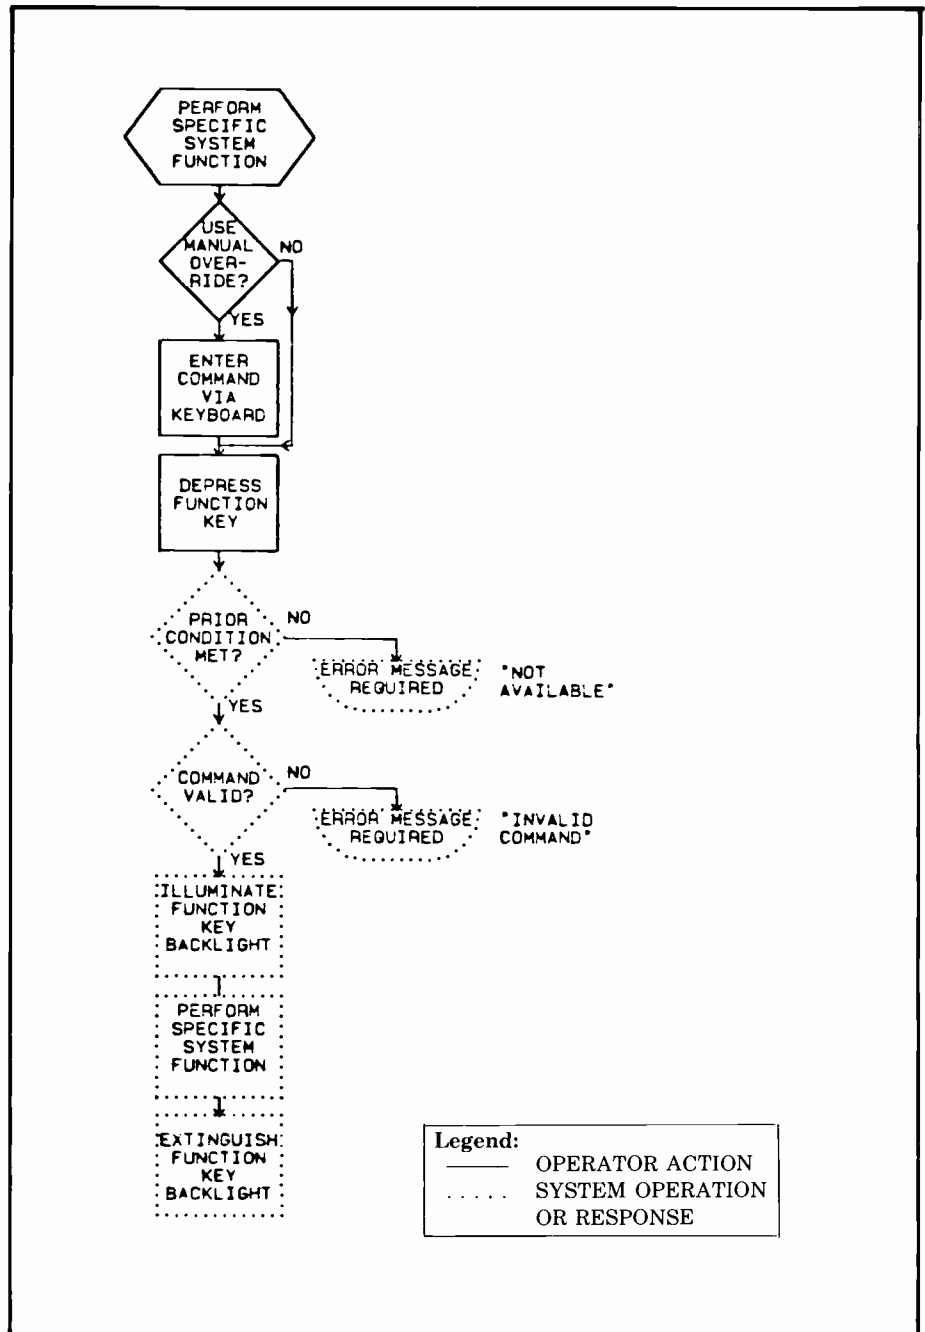 PERFORM
SPECIFIC
SYSTEM
FUNCTION
USE
MANUAL
OVER-
RIDE?
NO
YES
ENTER
COMMAND
VIA
KEYBOARD
DEPRESS
FUNCTION
KEY
PRIOR
CONDITION
MET?
NO
ERROR MESSAGE
REQUIRED
"NOT
AVAILABLE"
YES
COMMAND
VALID?
NO
ERROR MESSAGE
REQUIRED
"INVALID
COMMAND"
YES
ILLUMINATE
FUNCTION
KEY
BACKLIGHT
PERFORM
SPECIFIC
SYSTEM
FUNCTION
EXTINGUISH
FUNCTION
KEY
BACKLIGHT
Legend:
OPERATOR ACTION
SYSTEM OPERATION
OR RESPONSE